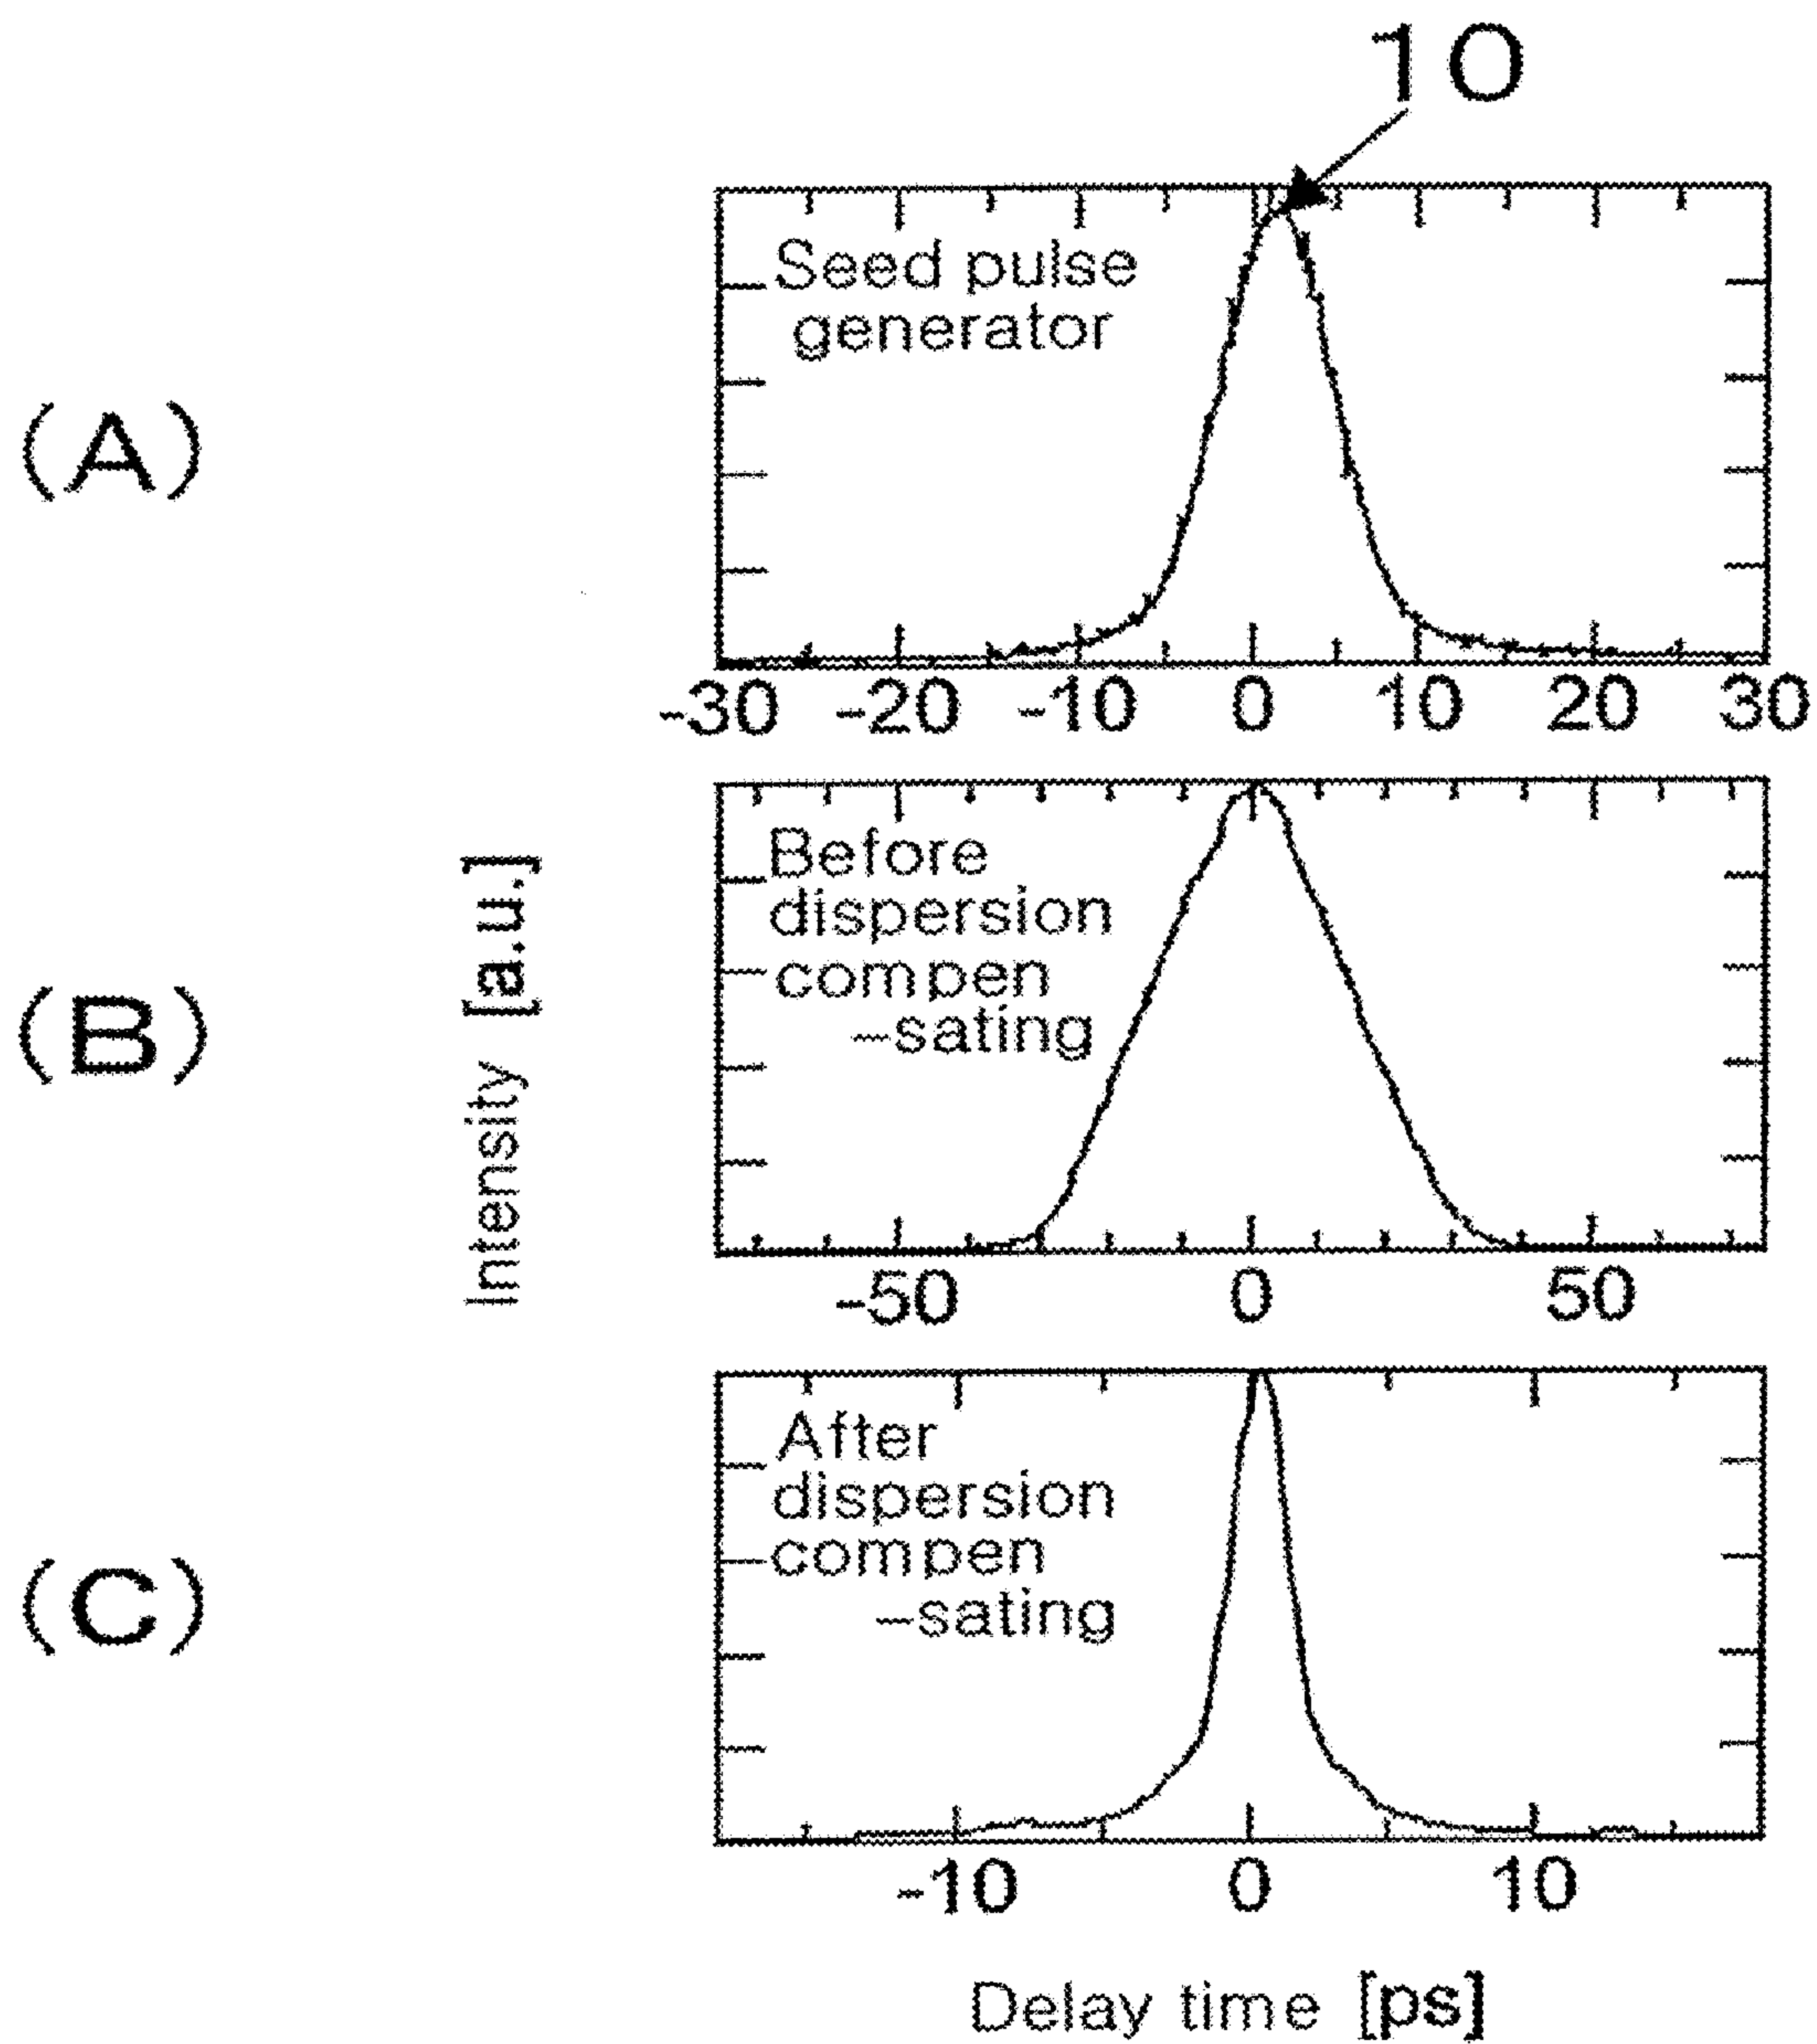 10
(A)
Seed pulse
generator
-30 -20 -10 0 10 20 30
(B)
Intensity [a.u.]
Before
dispersion
compen
-sating
-50 0 50
(C)
After
dispersion
compen
-sating
-10 0 10
Delay time [ps]